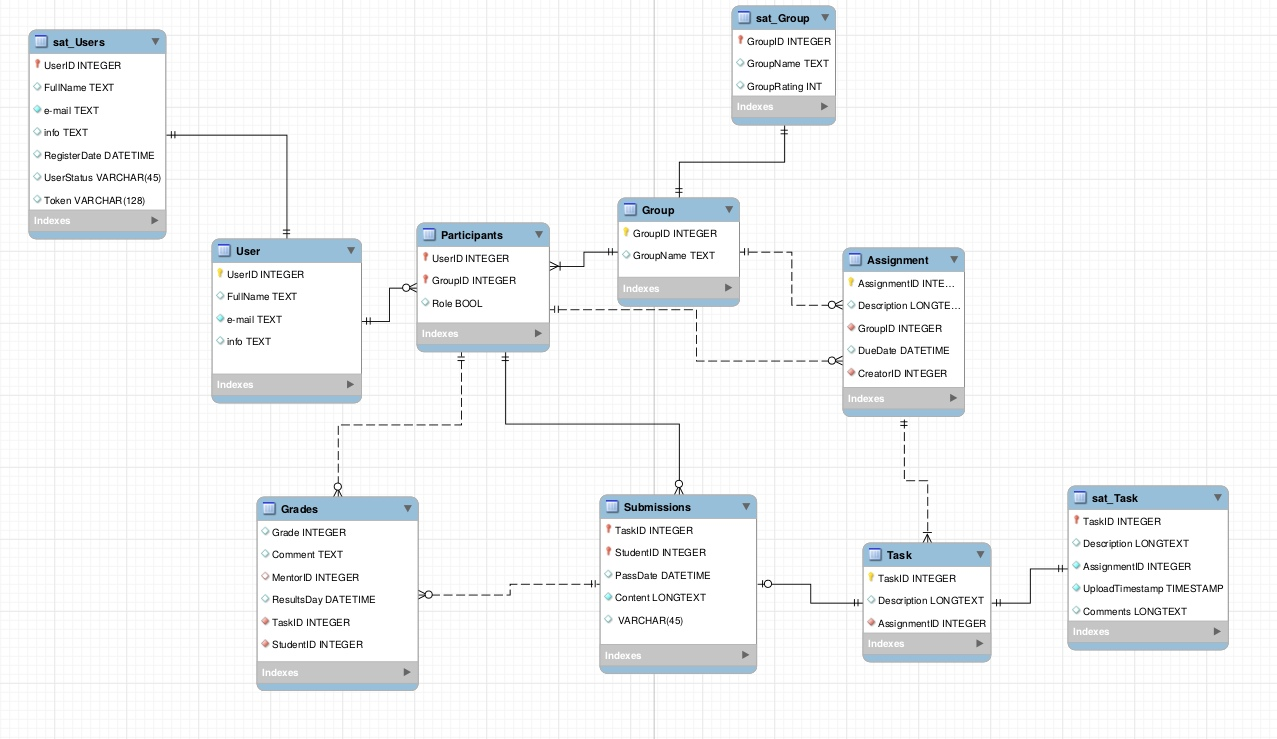 sat_Group
GroupID INTEGER
GroupName TEXT
GroupRating INT
Indexes
sat_Users
UserID INTEGER
FullName TEXT
e-mail TEXT
info TEXT
RegisterDate DATETIME
UserStatus VARCHAR(45)
Token VARCHAR(128)
Indexes
Group
GroupID INTEGER
GroupName TEXT
Indexes
Participants
UserID INTEGER
GroupID INTEGER
Role BOOL
Indexes
User
UserID INTEGER
FullName TEXT
e-mail TEXT
info TEXT
Indexes
Assignment
AssignmentID INTE...
Description LONGTE...
GroupID INTEGER
DueDate DATETIME
CreatorID INTEGER
Indexes
Grades
Grade INTEGER
Comment TEXT
MentorID INTEGER
ResultsDay DATETIME
TaskID INTEGER
StudentID INTEGER
Indexes
Submissions
TaskID INTEGER
StudentID INTEGER
PassDate DATETIME
Content LONGTEXT
VARCHAR(45)
Indexes
Task
TaskID INTEGER
Description LONGTEXT
AssignmentID INTEGER
Indexes
sat_Task
TaskID INTEGER
Description LONGTEXT
AssignmentID INTEGER
UploadTimestamp TIMESTAMP
Comments LONGTEXT
Indexes